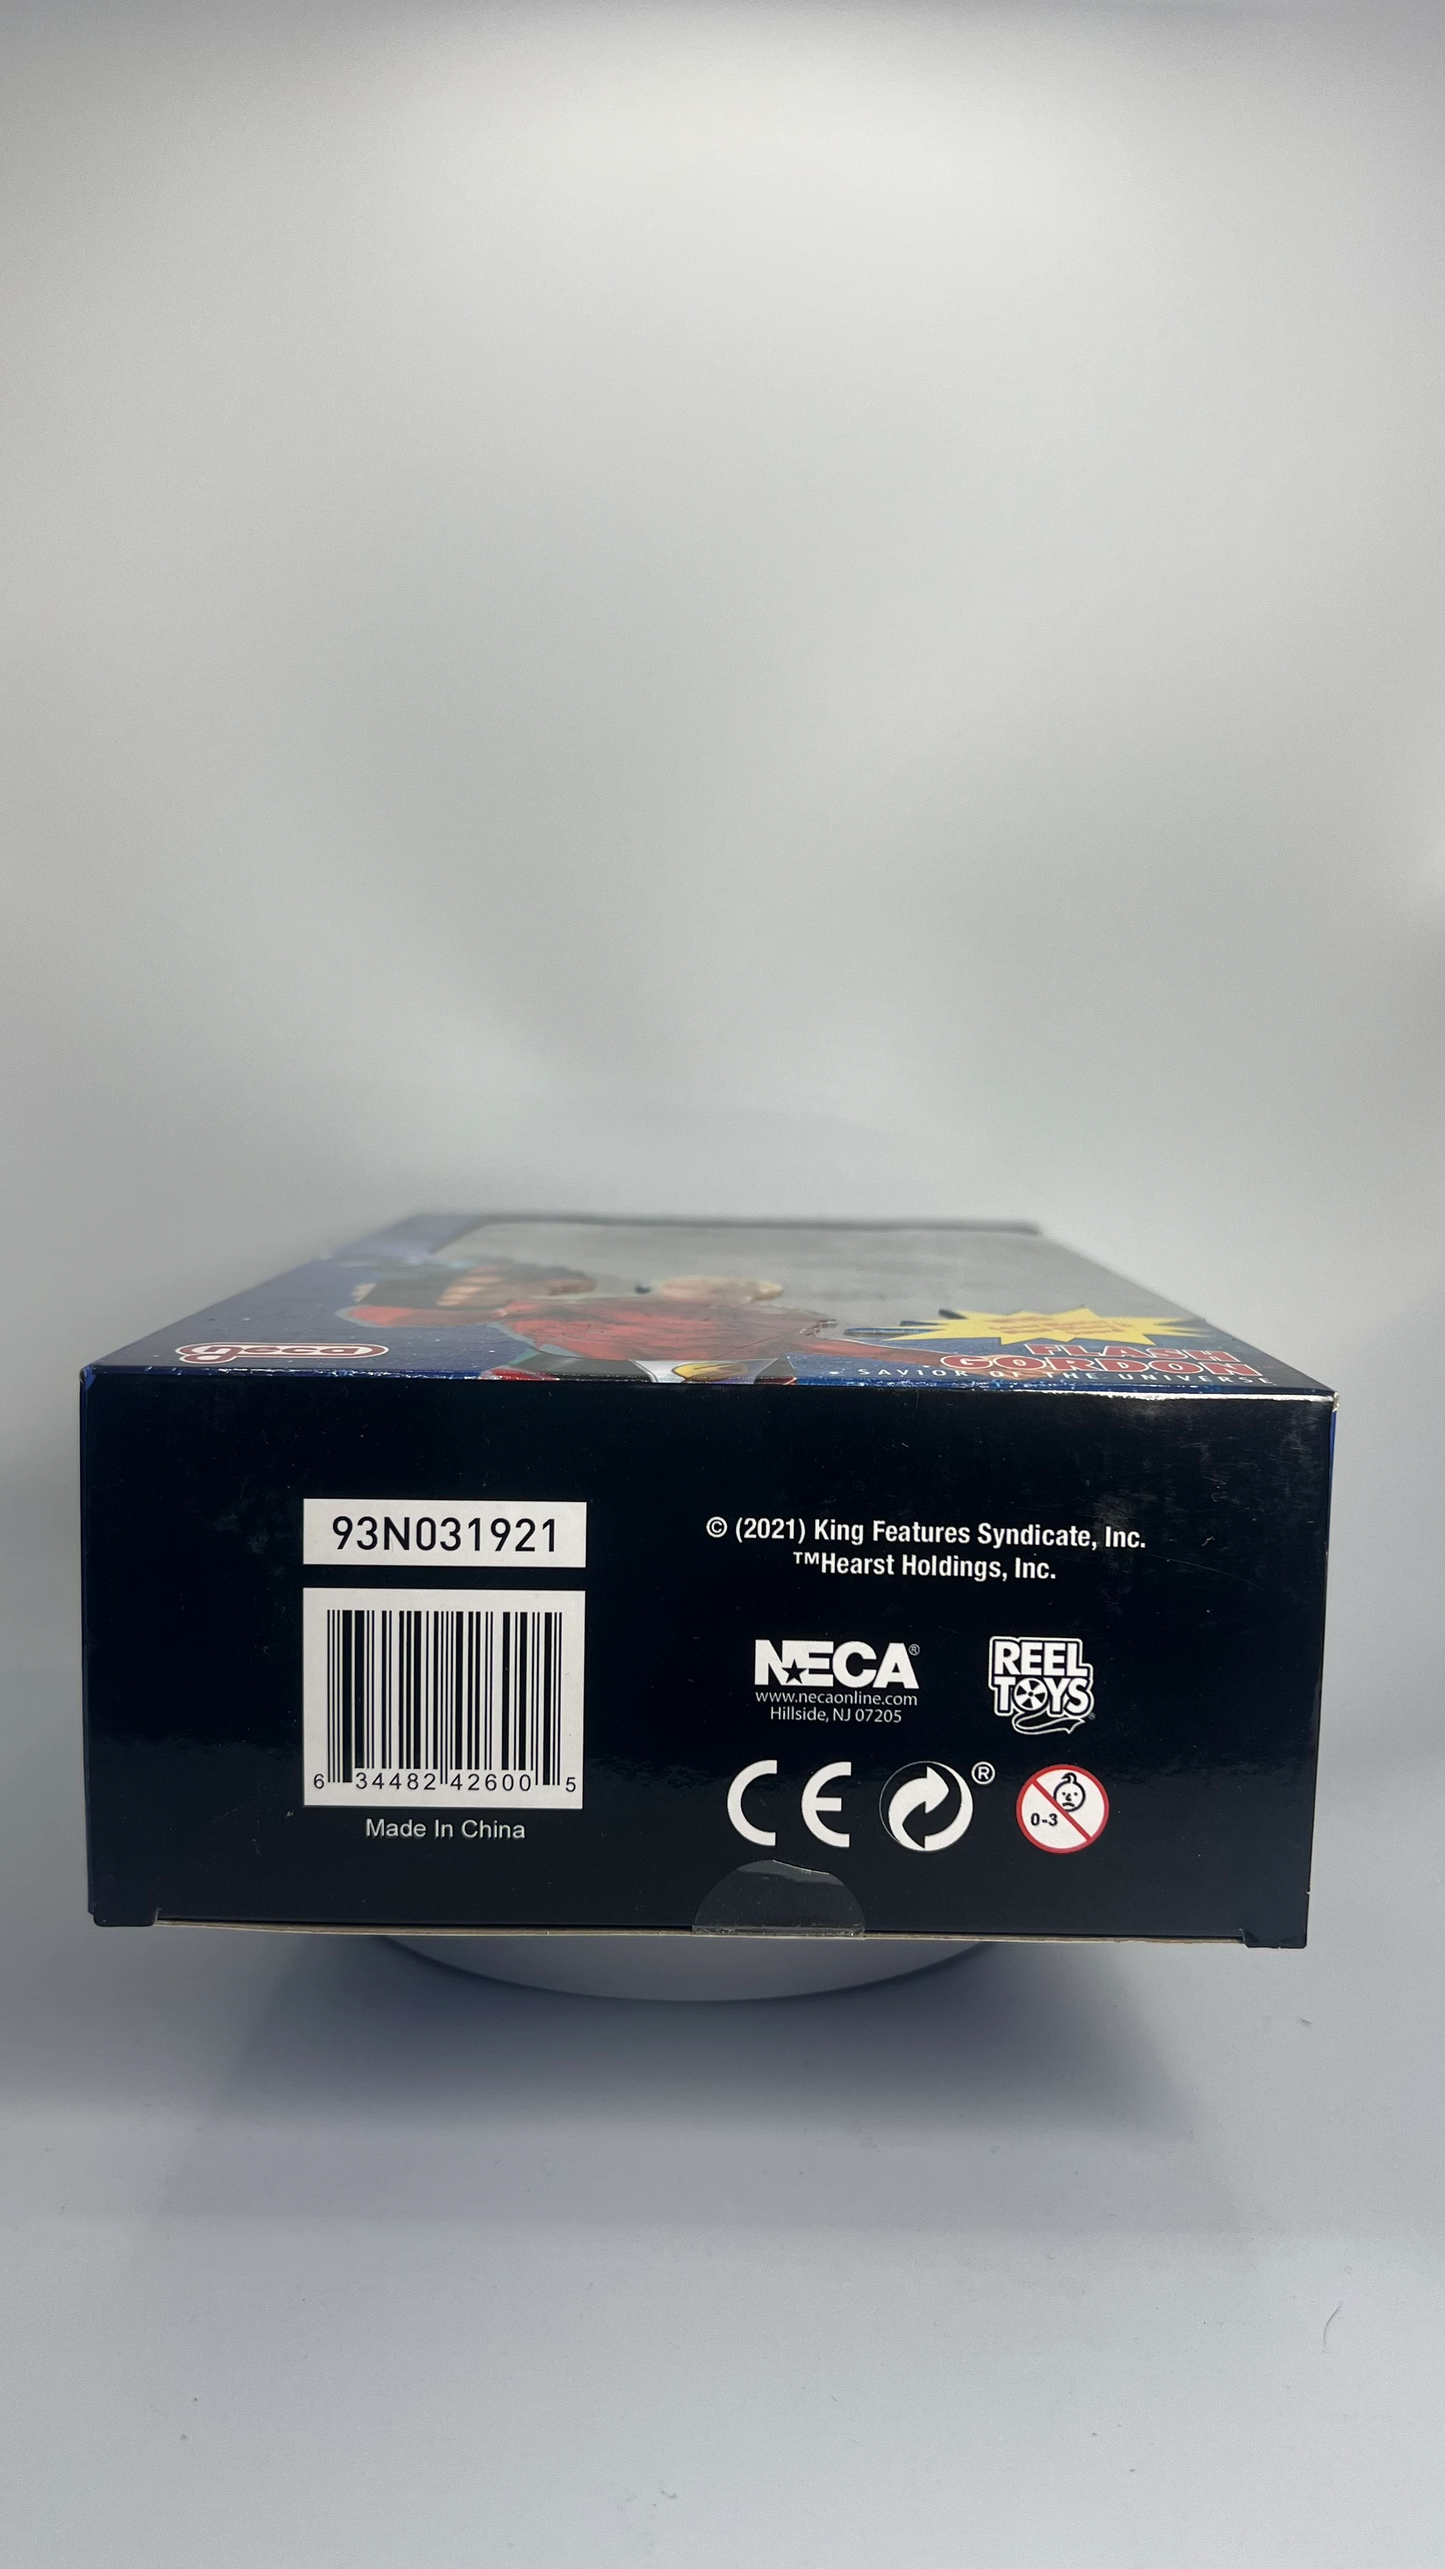 neca
FLASH
GORDON
• SAVIOR OF THE UNIVERSE
93N031921
6 34482 42600 5
Made In China
© (2021) King Features Syndicate, Inc.
™Hearst Holdings, Inc.
NECA®
www.necaonline.com
Hillside, NJ 07205
REEL
TOYS®
CE ®
0-3